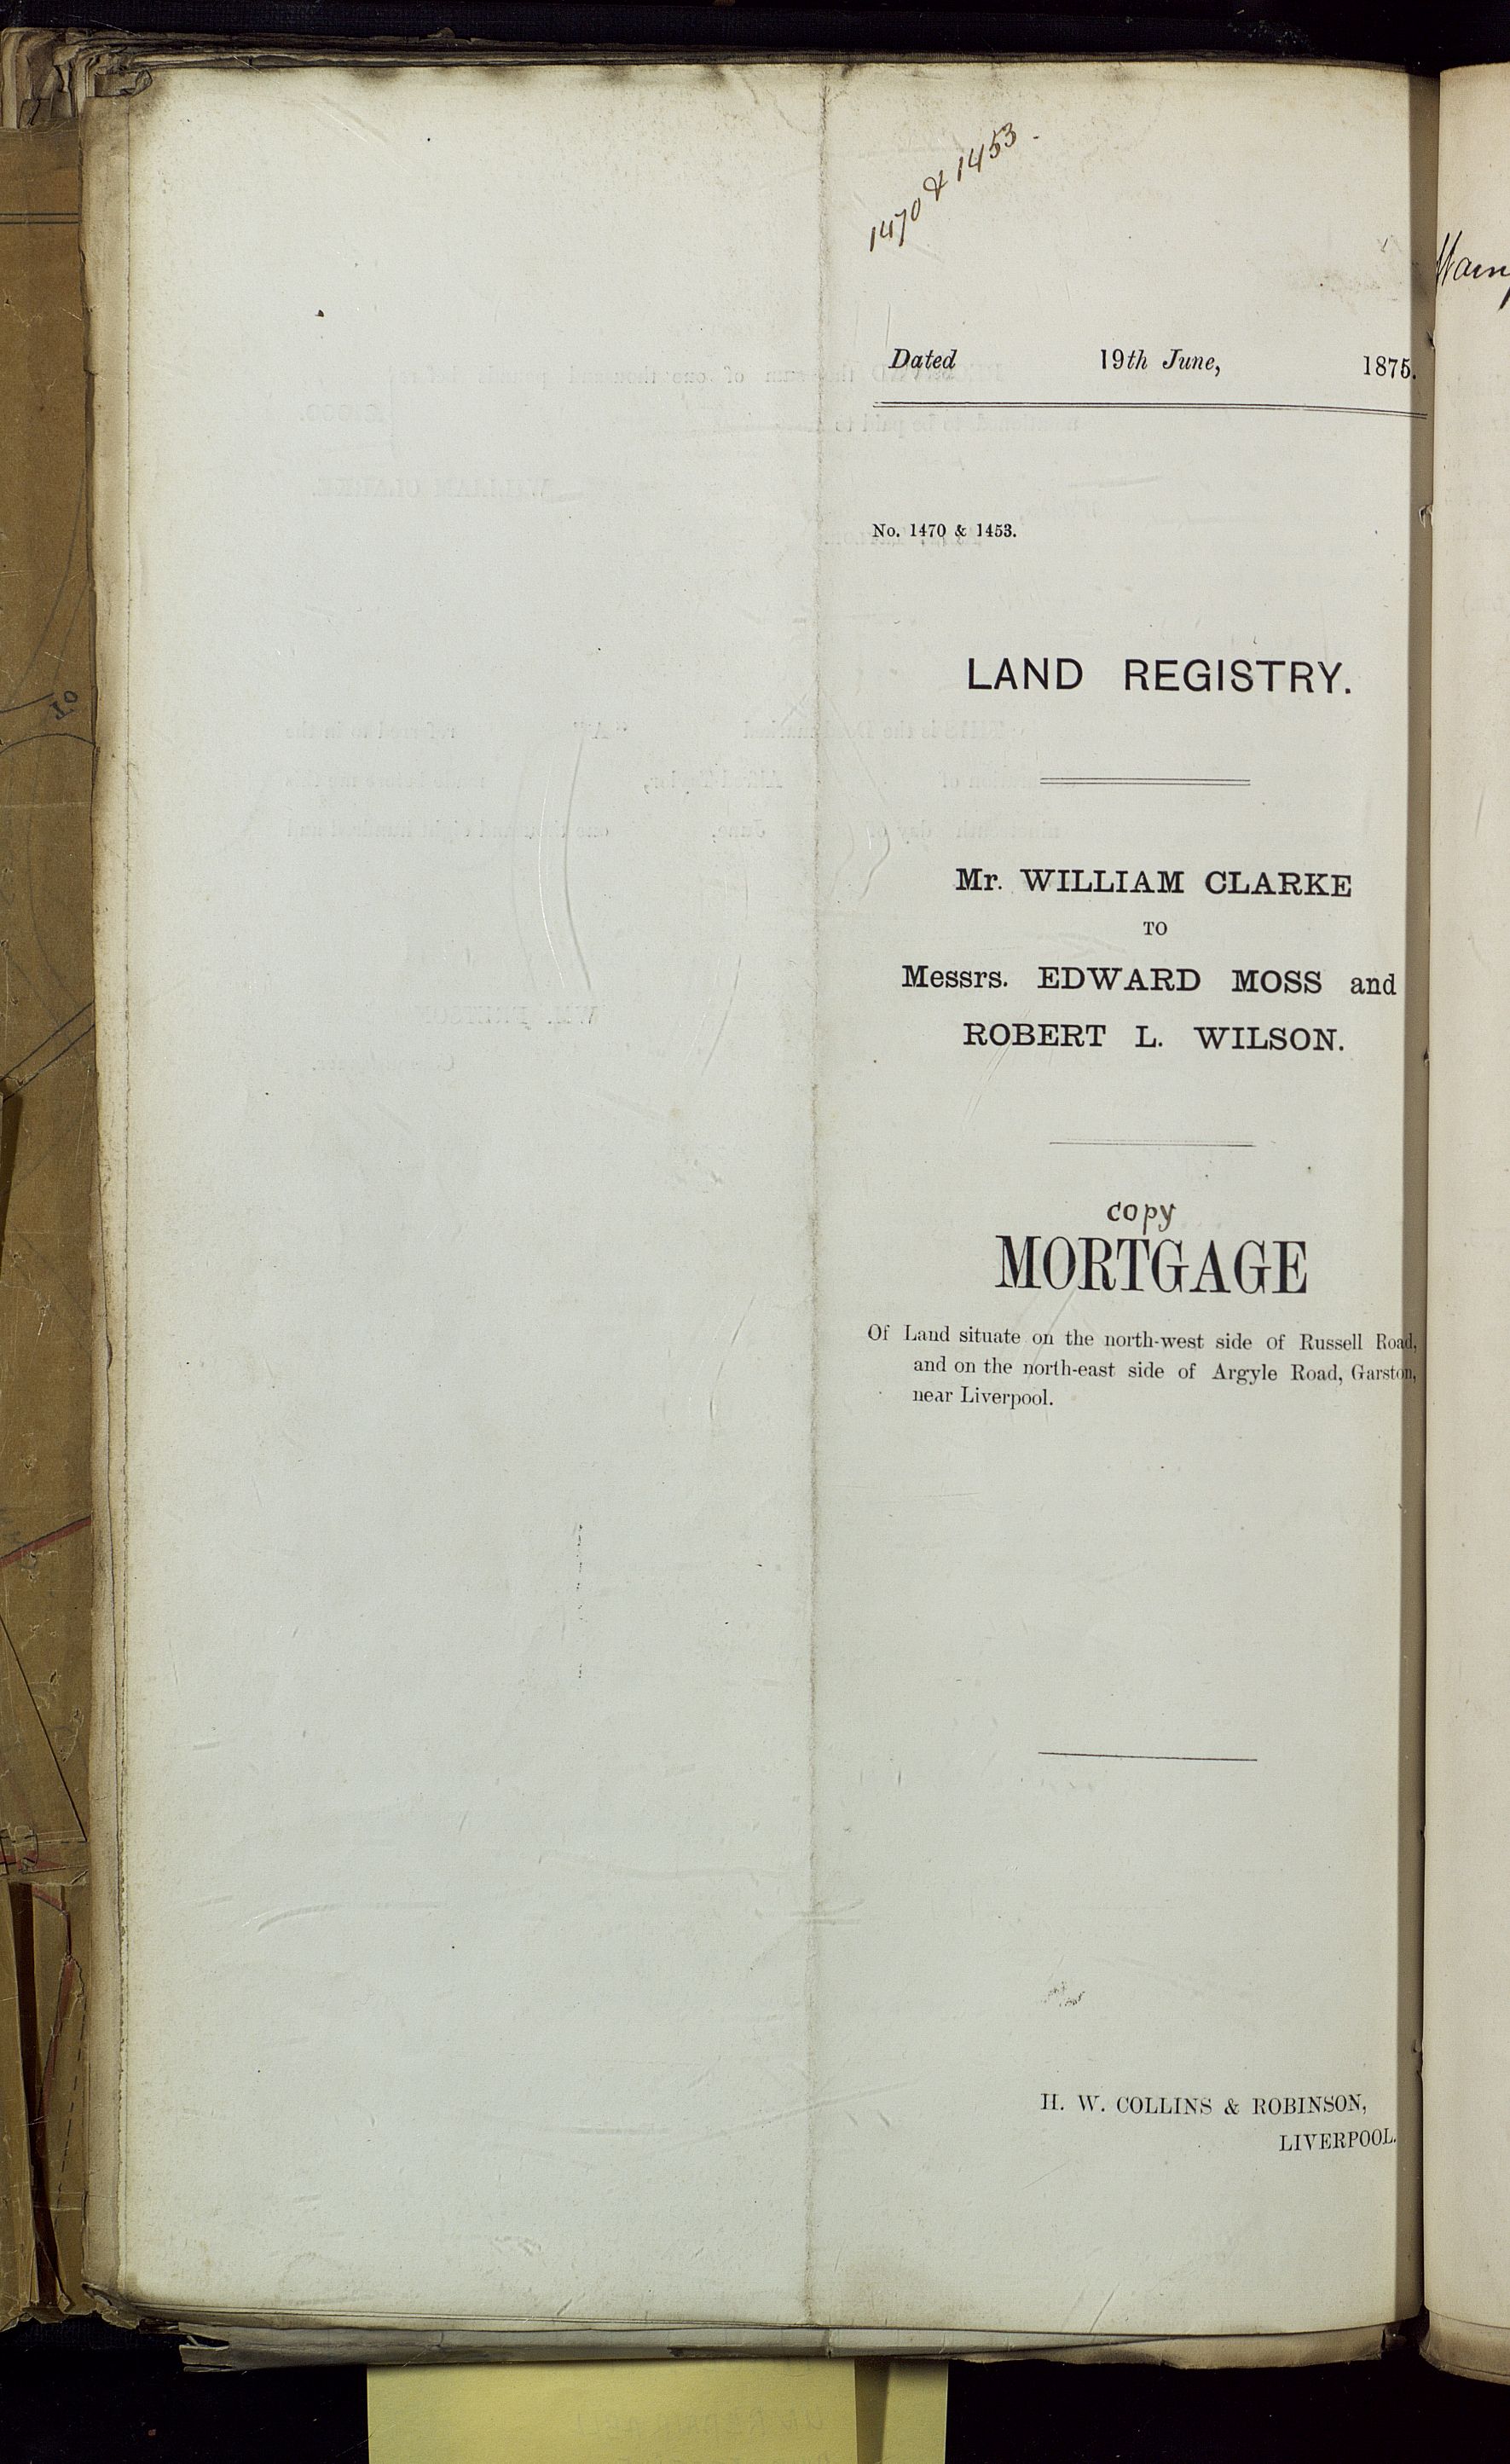 1470 & 1453.
Dated 19th June, 1875.
No. 1470 & 1453.
LAND REGISTRY.
Mr. WILLIAM CLARKE
TO
Messrs. EDWARD MOSS and
ROBERT L. WILSON.
copy
MORTGAGE
Of Land situate on the north-west side of Russell Road,
and on the north-east side of Argyle Road, Garston,
near Liverpool.
H. W. COLLINS & ROBINSON,
LIVERPOOL.